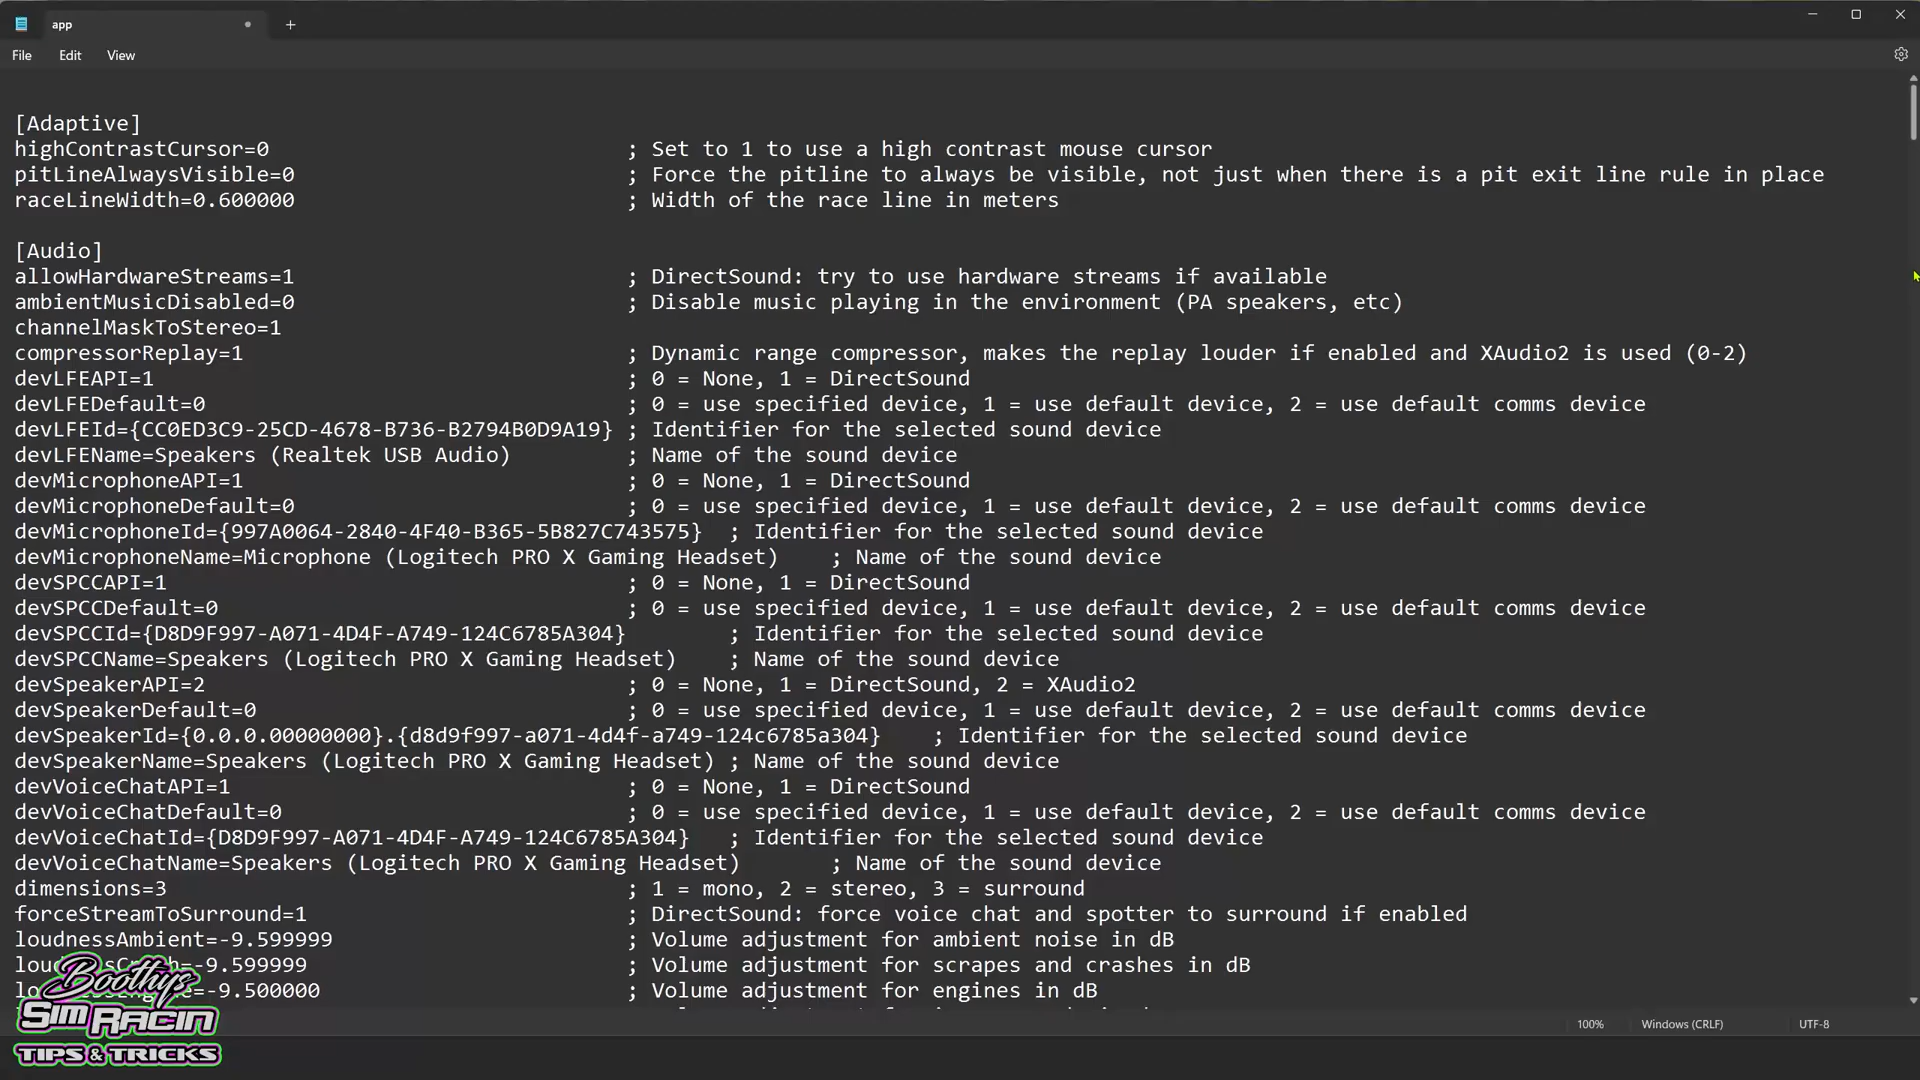 app
File Edit View
[Adaptive]
highContrastCursor=0 ; Set to 1 to use a high contrast mouse cursor
pitLineAlwaysVisible=0 ; Force the pitline to always be visible, not just when there is a pit exit line rule in place
raceLineWidth=0.600000 ; Width of the race line in meters
[Audio]
allowHardwareStreams=1 ; DirectSound: try to use hardware streams if available
ambientMusicDisabled=0 ; Disable music playing in the environment (PA speakers, etc)
channelMaskToStereo=1
compressorReplay=1 ; Dynamic range compressor, makes the replay louder if enabled and XAudio2 is used (0-2)
devLFEAPI=1 ; 0 = None, 1 = DirectSound
devLFEDefault=0 ; 0 = use specified device, 1 = use default device, 2 = use default comms device
devLFEId={CC0ED3C9-25CD-4678-B736-B2794B0D9A19} ; Identifier for the selected sound device
devLFEName=Speakers (Realtek USB Audio) ; Name of the sound device
devMicrophoneAPI=1 ; 0 = None, 1 = DirectSound
devMicrophoneDefault=0 ; 0 = use specified device, 1 = use default device, 2 = use default comms device
devMicrophoneId={997A0064-2840-4F40-B365-5B827C743575} ; Identifier for the selected sound device
devMicrophoneName=Microphone (Logitech PRO X Gaming Headset) ; Name of the sound device
devSPCCAPI=1 ; 0 = None, 1 = DirectSound
devSPCCDefault=0 ; 0 = use specified device, 1 = use default device, 2 = use default comms device
devSPCCId={D8D9F997-A071-4D4F-A749-124C6785A304} ; Identifier for the selected sound device
devSPCCName=Speakers (Logitech PRO X Gaming Headset) ; Name of the sound device
devSpeakerAPI=2 ; 0 = None, 1 = DirectSound, 2 = XAudio2
devSpeakerDefault=0 ; 0 = use specified device, 1 = use default device, 2 = use default comms device
devSpeakerId={0.0.0.00000000}.{d8d9f997-a071-4d4f-a749-124c6785a304} ; Identifier for the selected sound device
devSpeakerName=Speakers (Logitech PRO X Gaming Headset) ; Name of the sound device
devVoiceChatAPI=1 ; 0 = None, 1 = DirectSound
devVoiceChatDefault=0 ; 0 = use specified device, 1 = use default device, 2 = use default comms device
devVoiceChatId={D8D9F997-A071-4D4F-A749-124C6785A304} ; Identifier for the selected sound device
devVoiceChatName=Speakers (Logitech PRO X Gaming Headset) ; Name of the sound device
dimensions=3 ; 1 = mono, 2 = stereo, 3 = surround
forceStreamToSurround=1 ; DirectSound: force voice chat and spotter to surround if enabled
loudnessAmbient=-9.599999 ; Volume adjustment for ambient noise in dB
-9.599999 ; Volume adjustment for scrapes and crashes in dB
=-9.500000 ; Volume adjustment for engines in dB
Boothys
Sim Racin
TIPS & TRICKS
100% Windows (CRLF) UTF-8